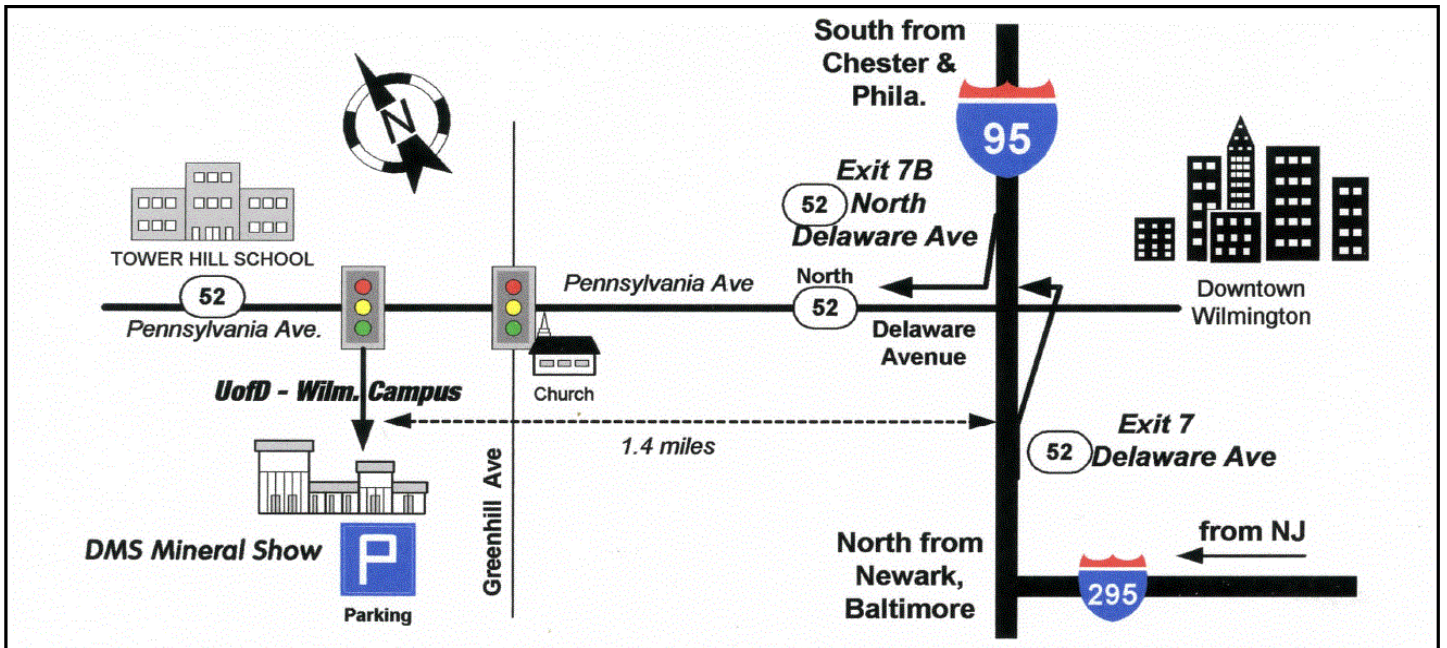 South from
Chester &
Phila.
95
N
Exit 7B
52 North
Delaware Ave
TOWER HILL SCHOOL
52
Pennsylvania Ave.
Pennsylvania Ave
North
52
Delaware
Avenue
Downtown
Wilmington
UofD - Wilm. Campus
Church
1.4 miles
Exit 7
52 Delaware Ave
Greenhill Ave
DMS Mineral Show
P
Parking
North from
Newark,
Baltimore
from NJ
295